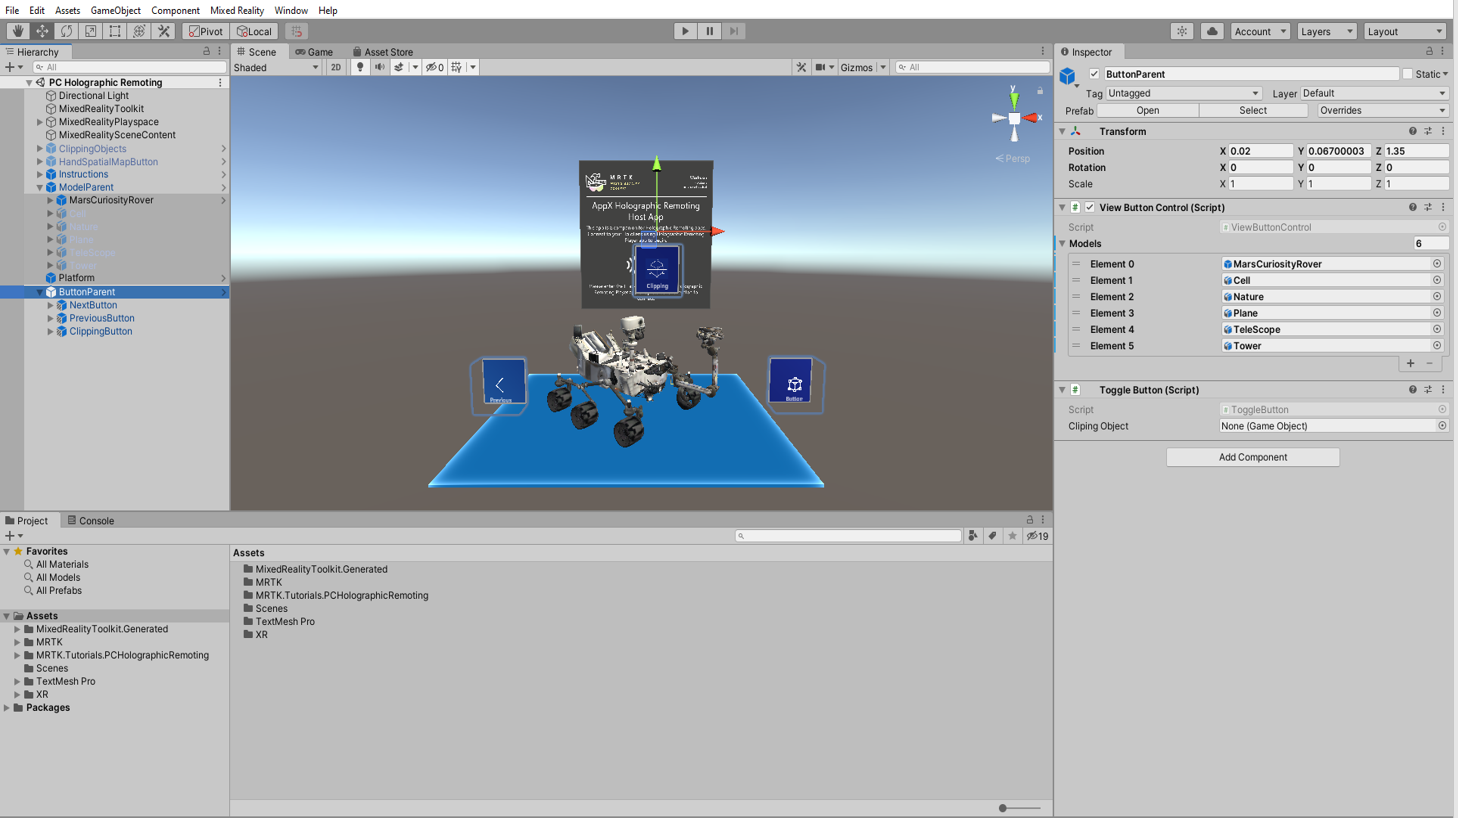 File Edit Assets GameObject Component Mixed Reality Window Help
Pivot Local Account Layers Layout
Hierarchy
All
PC Holographic Remoting
Directional Light
MixedRealityToolkit
MixedRealityPlayspace
MixedRealitySceneContent
ClippingObjects
HandSpatialMapButton
Instructions
ModelParent
MarsCuriosityRover
Cell
Nature
Plane
TeleScope
Tower
Platform
ButtonParent
NextButton
PreviousButton
ClippingButton
Scene Game Asset Store
Shaded 2D 0 Gizmos All
y
x
Persp
MRTK
AppX Holographic Remoting
Host App
Clipping
Previous
Button
Inspector
ButtonParent Static
Tag Untagged Layer Default
Prefab Open Select Overrides
Transform
Position X 0.02 Y 0.06700003 Z 1.35
Rotation X 0 Y 0 Z 0
Scale X 1 Y 1 Z 1
View Button Control (Script)
Script ViewButtonControl
Models 6
Element 0 MarsCuriosityRover
Element 1 Cell
Element 2 Nature
Element 3 Plane
Element 4 TeleScope
Element 5 Tower
Toggle Button (Script)
Script ToggleButton
Cliping Object None (Game Object)
Add Component
Project Console
19
Favorites
All Materials
All Models
All Prefabs
Assets
MixedRealityToolkit.Generated
MRTK
MRTK.Tutorials.PCHolographicRemoting
Scenes
TextMesh Pro
XR
Packages
Assets
MixedRealityToolkit.Generated
MRTK
MRTK.Tutorials.PCHolographicRemoting
Scenes
TextMesh Pro
XR